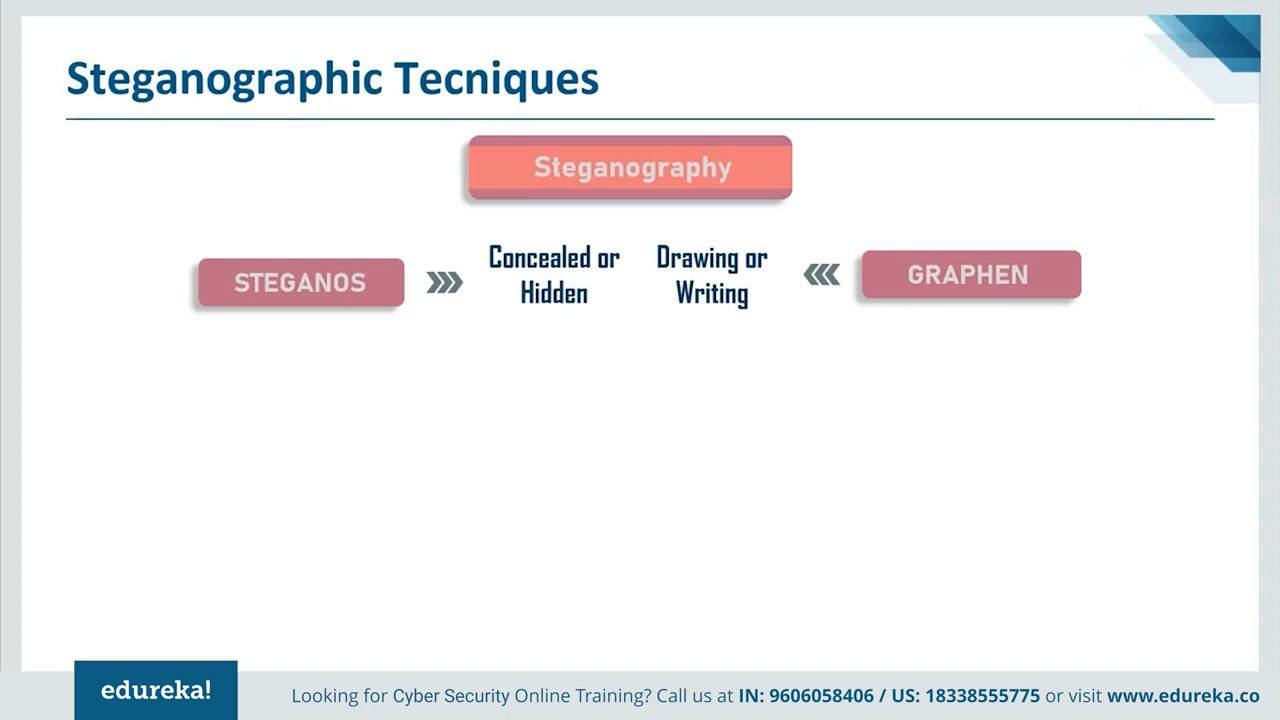 Steganographic Tecniques
Steganography
STEGANOS
Concealed or
Hidden
Drawing or
Writing
GRAPHEN
edureka!
Looking for Cyber Security Online Training? Call us at IN: 9606058406 / US: 18338555775 or visit www.edureka.co